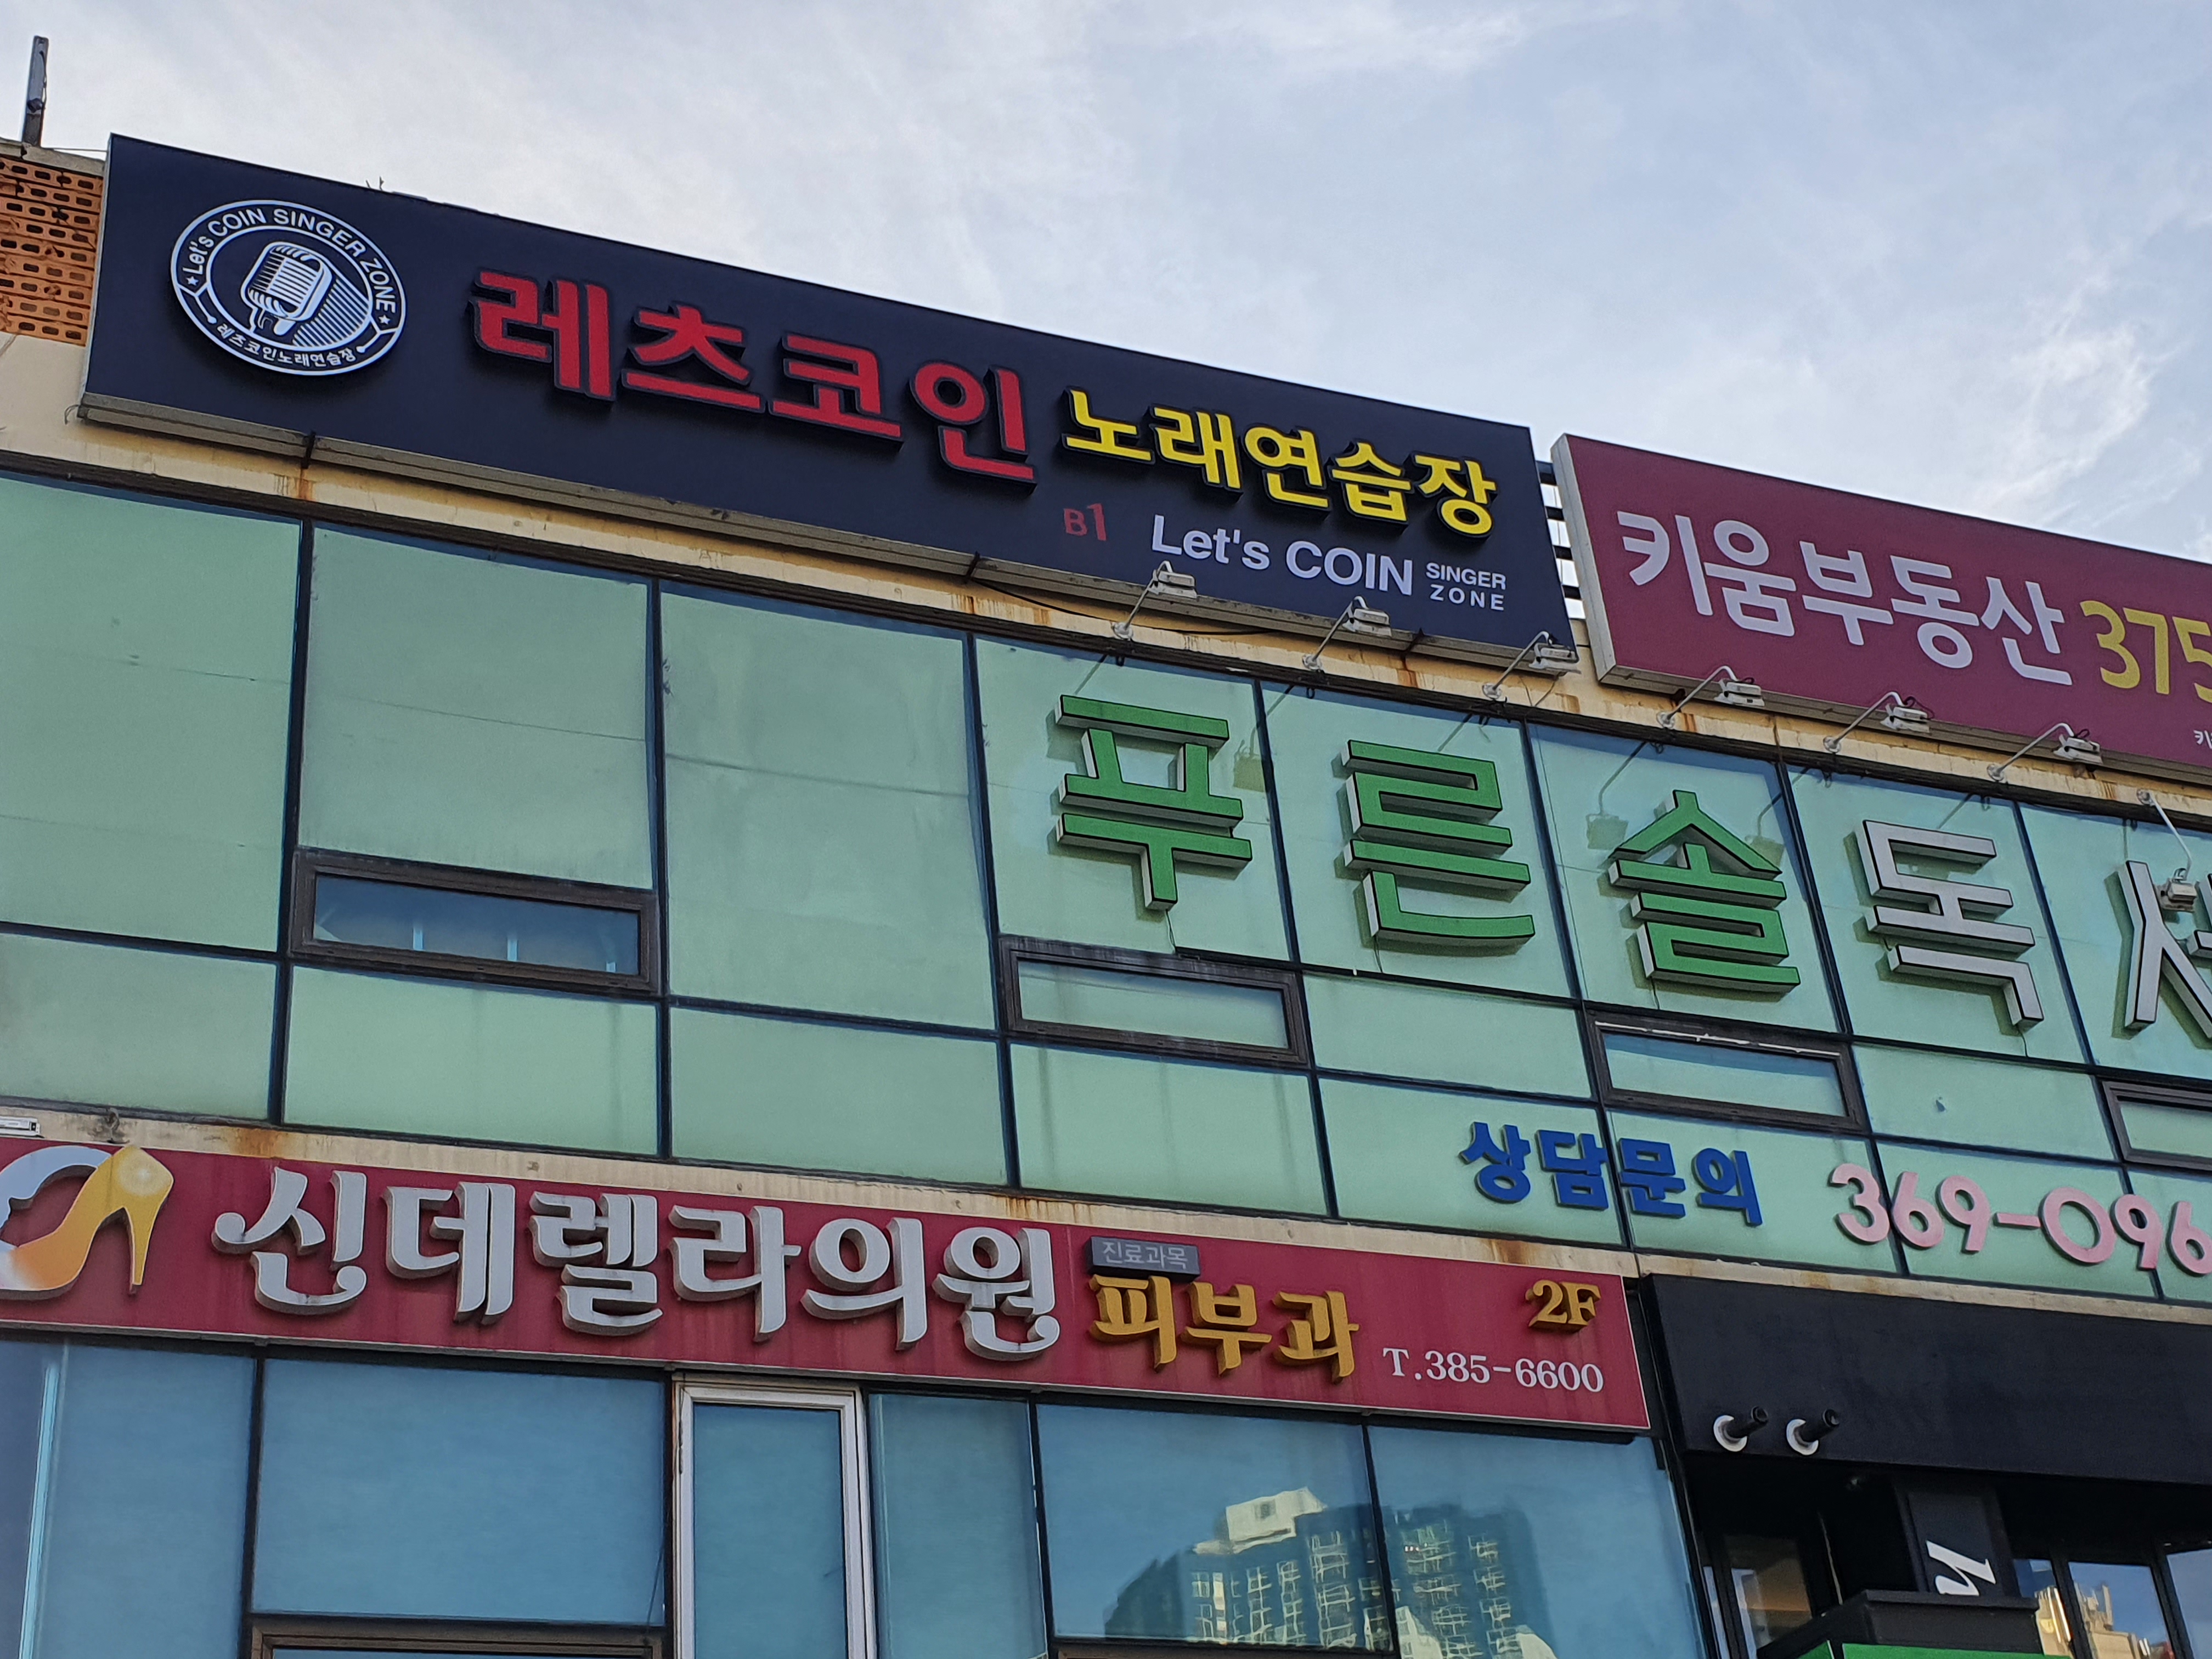 Let's COIN SINGER ZONE
레츠코인노래연습장
레츠코인 노래연습장
B1 Let's COIN SINGER ZONE
키움부동산 375
푸른솔독서
상담문의 369-096
신데렐라의원 진료과목 피부과 2F
T.385-6600